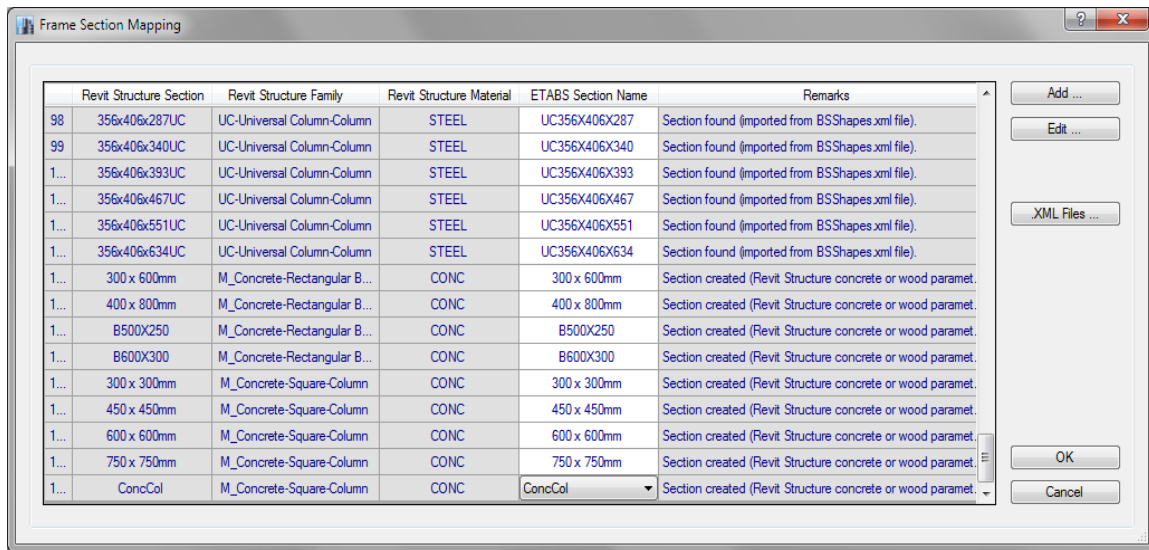 Frame Section Mapping
Revit Structure Section Revit Structure Family Revit Structure Material ETABS Section Name Remarks
98 356x406x287UC UC-Universal Column-Column STEEL UC356X406X287 Section found (imported from BSShapes.xml file).
99 356x406x340UC UC-Universal Column-Column STEEL UC356X406X340 Section found (imported from BSShapes.xml file).
1... 356x406x393UC UC-Universal Column-Column STEEL UC356X406X393 Section found (imported from BSShapes.xml file).
1... 356x406x467UC UC-Universal Column-Column STEEL UC356X406X467 Section found (imported from BSShapes.xml file).
1... 356x406x551UC UC-Universal Column-Column STEEL UC356X406X551 Section found (imported from BSShapes.xml file).
1... 356x406x634UC UC-Universal Column-Column STEEL UC356X406X634 Section found (imported from BSShapes.xml file).
1... 300 x 600mm M_Concrete-Rectangular B... CONC 300 x 600mm Section created (Revit Structure concrete or wood paramet.
1... 400 x 800mm M_Concrete-Rectangular B... CONC 400 x 800mm Section created (Revit Structure concrete or wood paramet.
1... B500X250 M_Concrete-Rectangular B... CONC B500X250 Section created (Revit Structure concrete or wood paramet.
1... B600X300 M_Concrete-Rectangular B... CONC B600X300 Section created (Revit Structure concrete or wood paramet.
1... 300 x 300mm M_Concrete-Square-Column CONC 300 x 300mm Section created (Revit Structure concrete or wood paramet.
1... 450 x 450mm M_Concrete-Square-Column CONC 450 x 450mm Section created (Revit Structure concrete or wood paramet.
1... 600 x 600mm M_Concrete-Square-Column CONC 600 x 600mm Section created (Revit Structure concrete or wood paramet.
1... 750 x 750mm M_Concrete-Square-Column CONC 750 x 750mm Section created (Revit Structure concrete or wood paramet.
1... ConcCol M_Concrete-Square-Column CONC ConcCol Section created (Revit Structure concrete or wood paramet.
Add ...
Edit ...
.XML Files ...
OK
Cancel